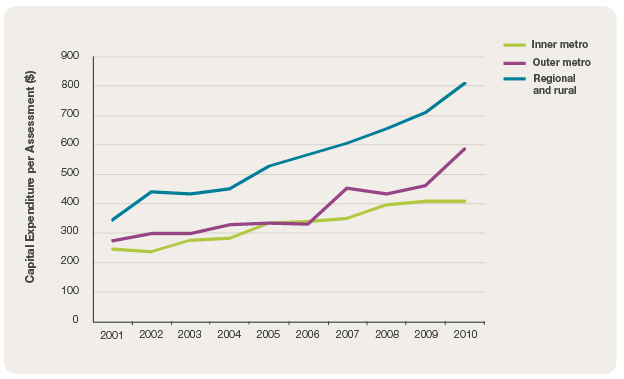 Inner metro
Outer metro
Regional
and rural
Capital Expenditure per Assessment ($)
900
800
700
600
500
400
300
200
100
0
2001 2002 2003 2004 2005 2006 2007 2008 2009 2010